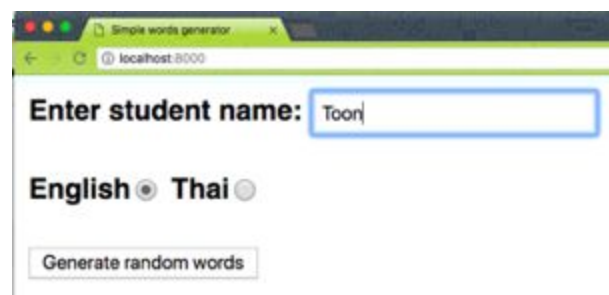 Simple words generator
localhost:8000
Enter student name: Toon
English Thai
Generate random words